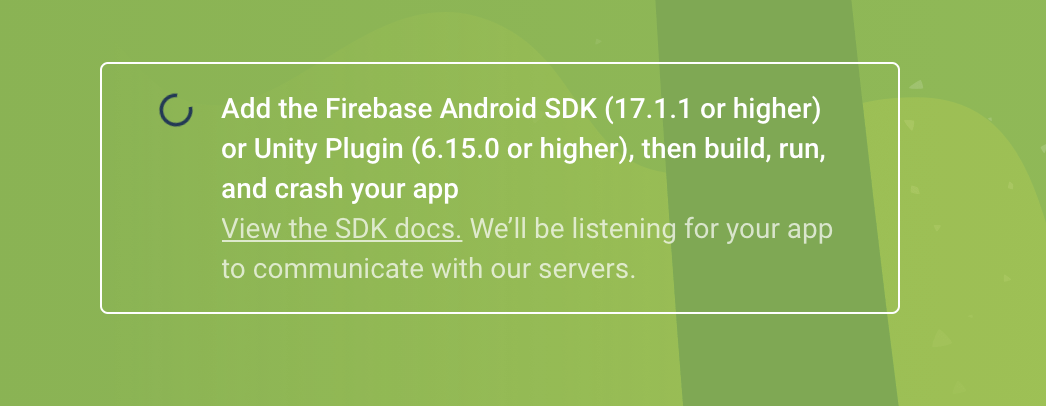 Add the Firebase Android SDK (17.1.1 or higher)
or Unity Plugin (6.15.0 or higher), then build, run,
and crash your app
View the SDK docs. We’ll be listening for your app
to communicate with our servers.